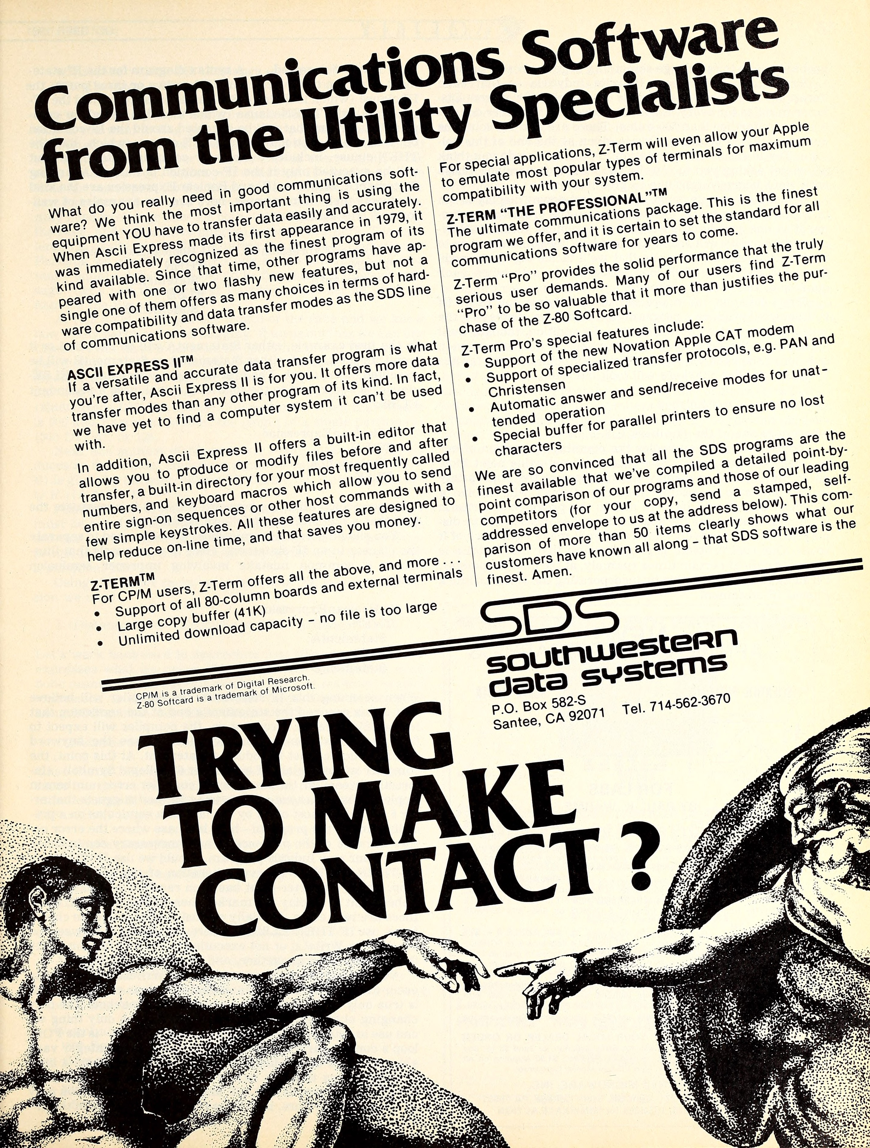 Communications Software
from the Utility Specialists
What do you really need in good communications soft-
ware? We think the most important thing is using the
equipment YOU have to transfer data easily and accurately.
When Ascii Express made its first appearance in 1979, it
was immediately recognized as the finest program of its
kind available. Since that time, other programs have ap-
peared with one or two flashy new features, but not a
single one of them offers as many choices in terms of hard-
ware compatibility and data transfer modes as the SDS line
of communications software.
ASCII EXPRESS II™
If a versatile and accurate data transfer program is what
you're after, Ascii Express II is for you. It offers more data
transfer modes than any other program of its kind. In fact,
we have yet to find a computer system it can't be used
with.
In addition, Ascii Express II offers a built-in editor that
allows you to produce or modify files before and after
transfer, a built-in directory for your most frequently called
numbers, and keyboard macros which allow you to send
entire sign-on sequences or other host commands with a
few simple keystrokes. All these features are designed to
help reduce on-line time, and that saves you money.
Z-TERM™
For CP/M users, Z-Term offers all the above, and more . . .
• Support of all 80-column boards and external terminals
• Large copy buffer (41K)
• Unlimited download capacity – no file is too large
For special applications, Z-Term will even allow your Apple
to emulate most popular types of terminals for maximum
compatibility with your system.
Z-TERM "THE PROFESSIONAL"™
The ultimate communications package. This is the finest
program we offer, and it is certain to set the standard for all
communications software for years to come.
Z-Term "Pro" provides the solid performance that the truly
serious user demands. Many of our users find Z-Term
"Pro" to be so valuable that it more than justifies the pur-
chase of the Z-80 Softcard.
Z-Term Pro's special features include:
• Support of the new Novation Apple CAT modem
• Support of specialized transfer protocols, e.g. PAN and
Christensen
• Automatic answer and send/receive modes for unat-
tended operation
• Special buffer for parallel printers to ensure no lost
characters
We are so convinced that all the SDS programs are the
finest available that we've compiled a detailed point-by-
point comparison of our programs and those of our leading
competitors (for your copy, send a stamped, self-
addressed envelope to us at the address below). This com-
parison of more than 50 items clearly shows what our
customers have known all along – that SDS software is the
finest. Amen.
CP/M is a trademark of Digital Research.
Z-80 Softcard is a trademark of Microsoft.
SDS
southwestern
data systems
P.O. Box 582-S
Santee, CA 92071 Tel. 714-562-3670
TRYING
TO MAKE
CONTACT ?